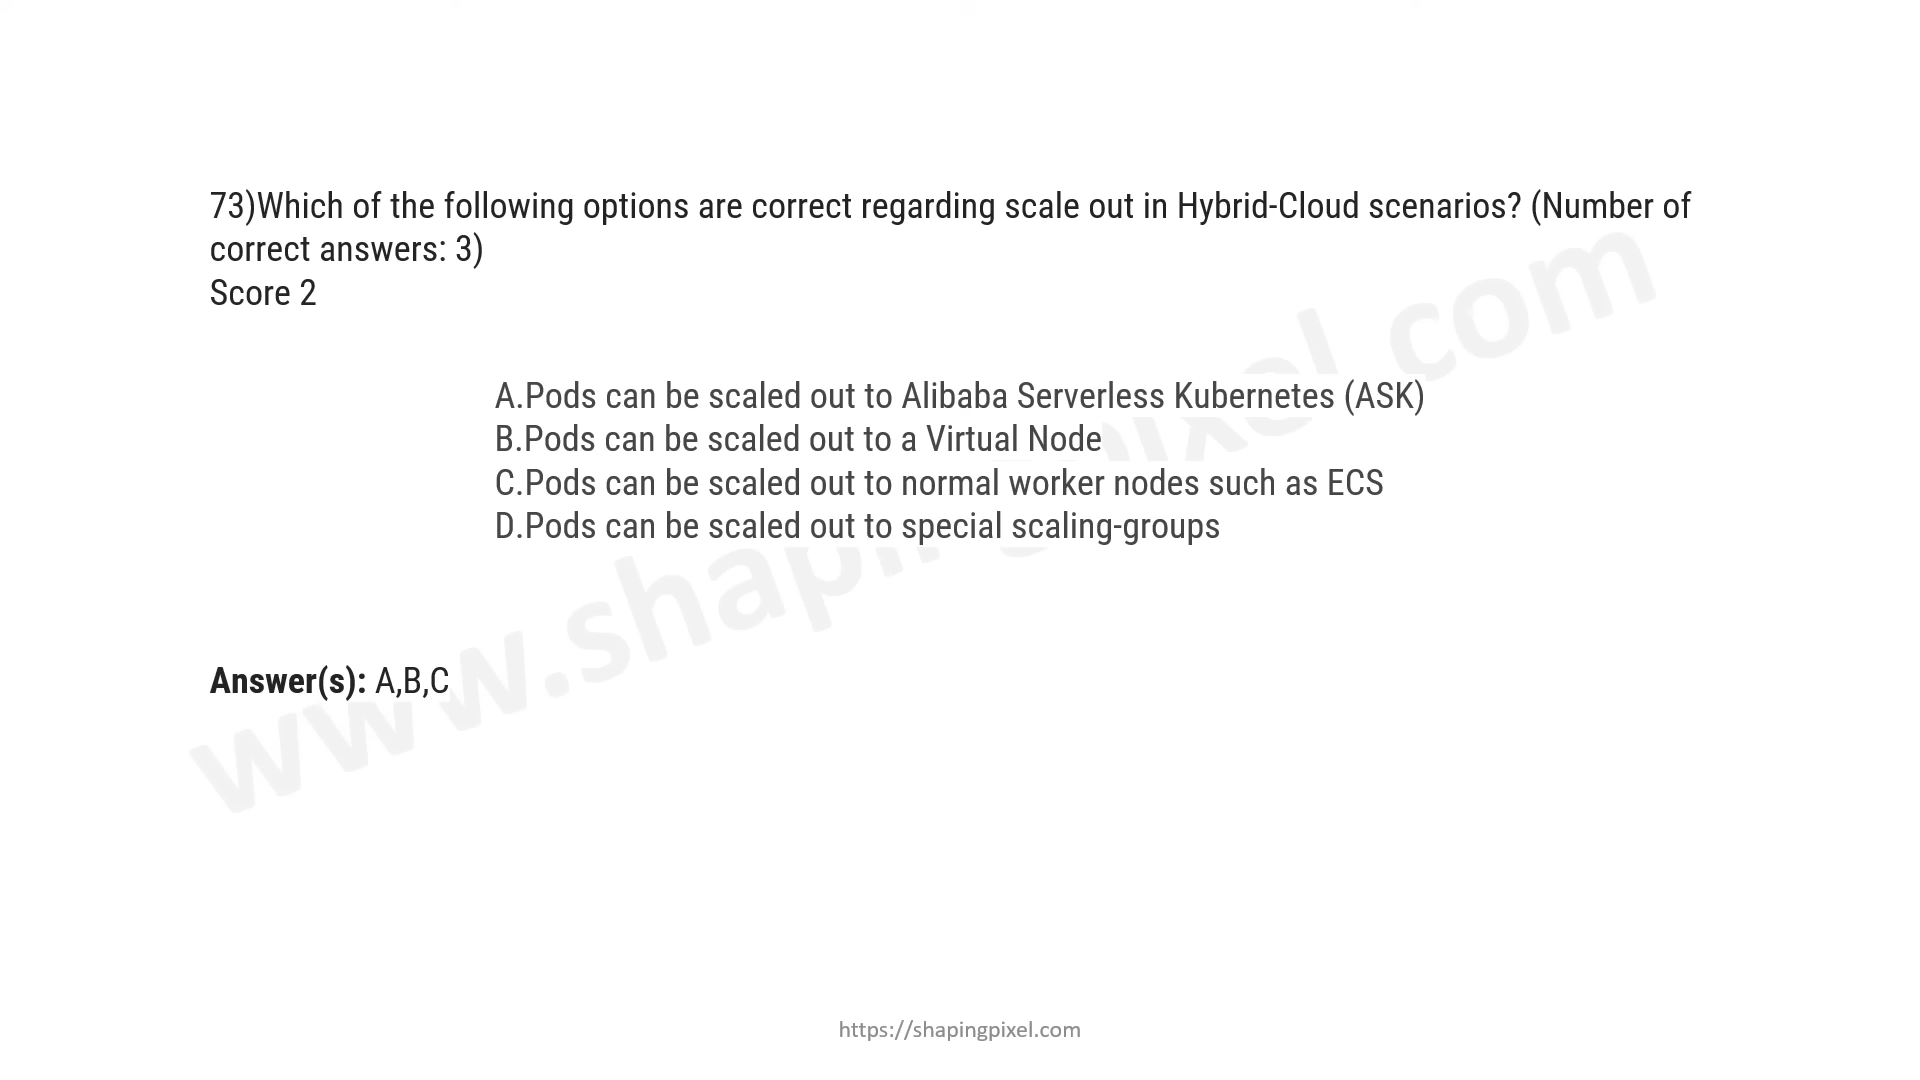 73)Which of the following options are correct regarding scale out in Hybrid-Cloud scenarios? (Number of
correct answers: 3)
Score 2
A.Pods can be scaled out to Alibaba Serverless Kubernetes (ASK)
B.Pods can be scaled out to a Virtual Node
C.Pods can be scaled out to normal worker nodes such as ECS
D.Pods can be scaled out to special scaling-groups
Answer(s): A,B,C
www.shapingpixel.com
https://shapingpixel.com